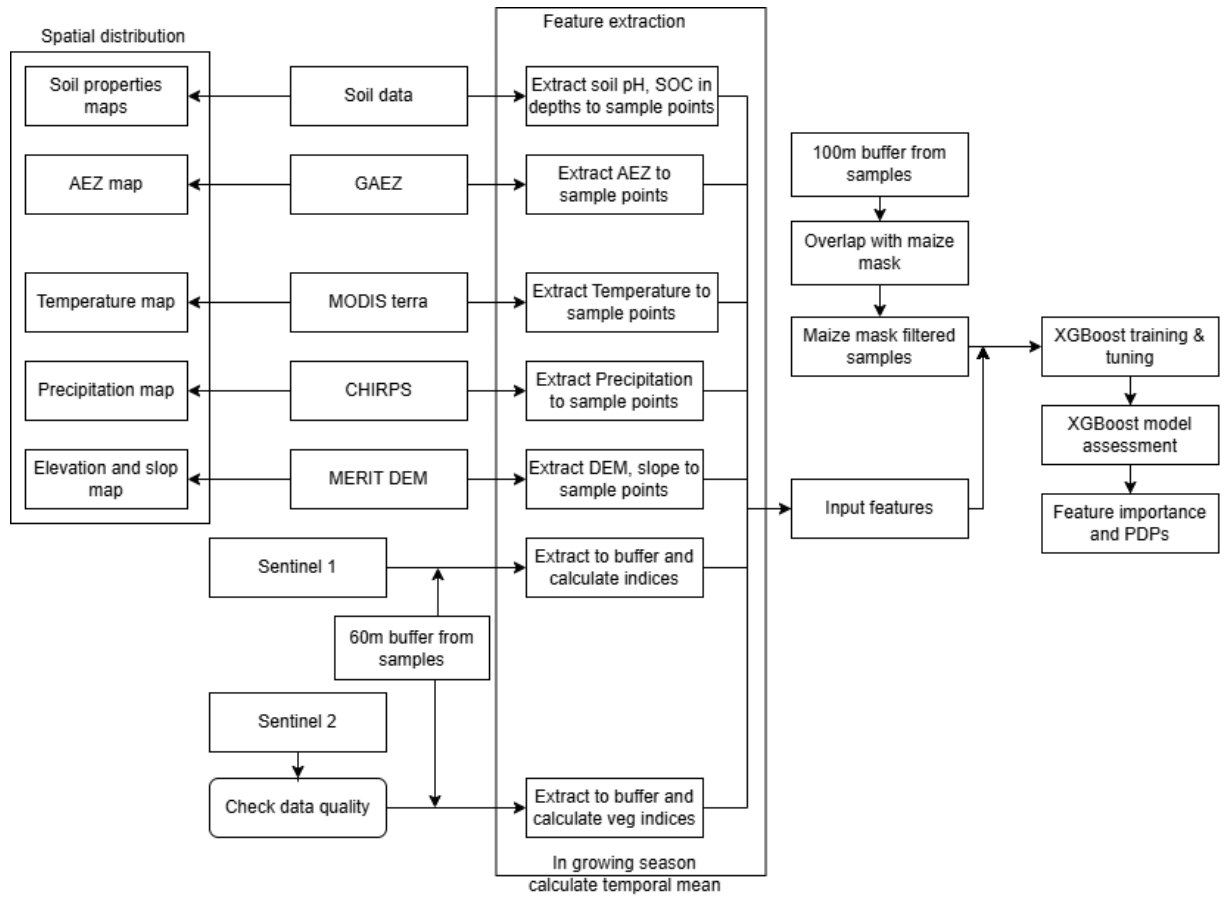 Spatial distribution
Soil properties
maps
AEZ map
Temperature map
Precipitation map
Elevation and slop
map
Soil data
GAEZ
MODIS terra
CHIRPS
MERIT DEM
Sentinel 1
60m buffer from
samples
Sentinel 2
Check data quality
Feature extraction
Extract soil pH, SOC in
depths to sample points
Extract AEZ to
sample points
Extract Temperature to
sample points
Extract Precipitation
to sample points
Extract DEM, slope to
sample points
Extract to buffer and
calculate indices
Extract to buffer and
calculate veg indices
In growing season
calculate temporal mean
100m buffer from
samples
Overlap with maize
mask
Maize mask filtered
samples
Input features
XGBoost training &
tuning
XGBoost model
assessment
Feature importance
and PDPs